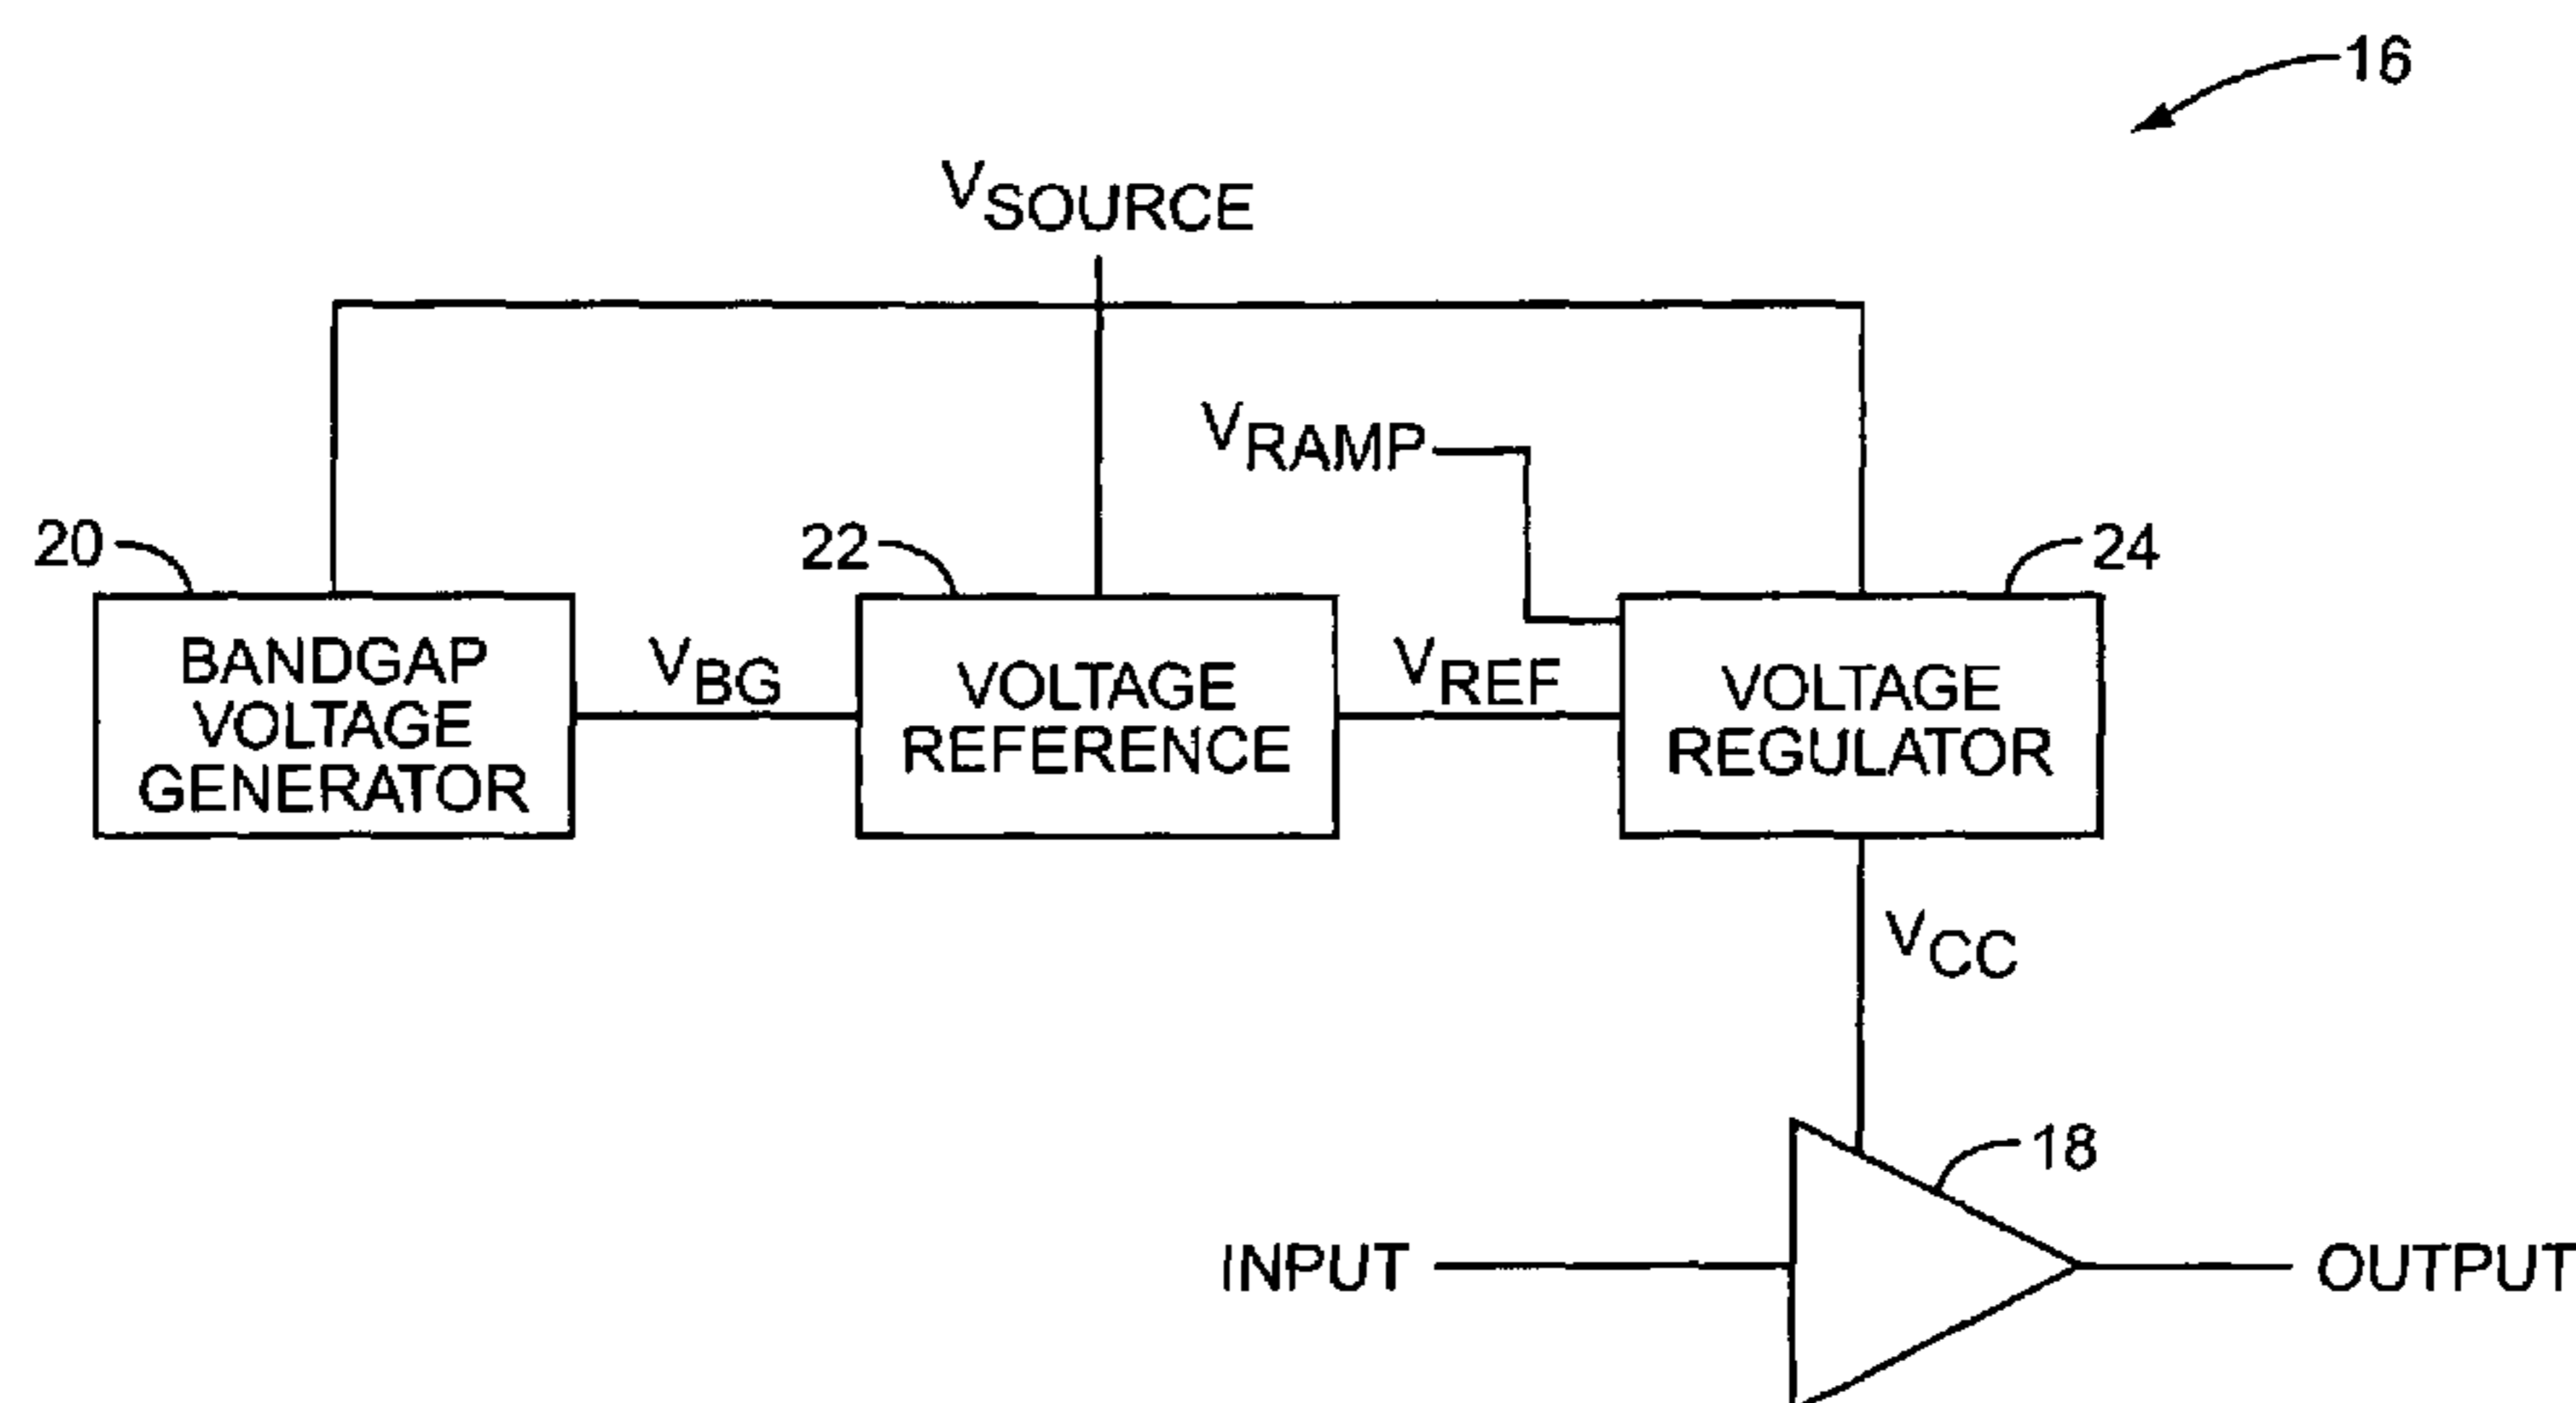 16
VSOURCE
VRAMP
20
22
24
BANDGAP
VOLTAGE
GENERATOR
VBG
VOLTAGE
REFERENCE
VREF
VOLTAGE
REGULATOR
VCC
18
INPUT
OUTPUT